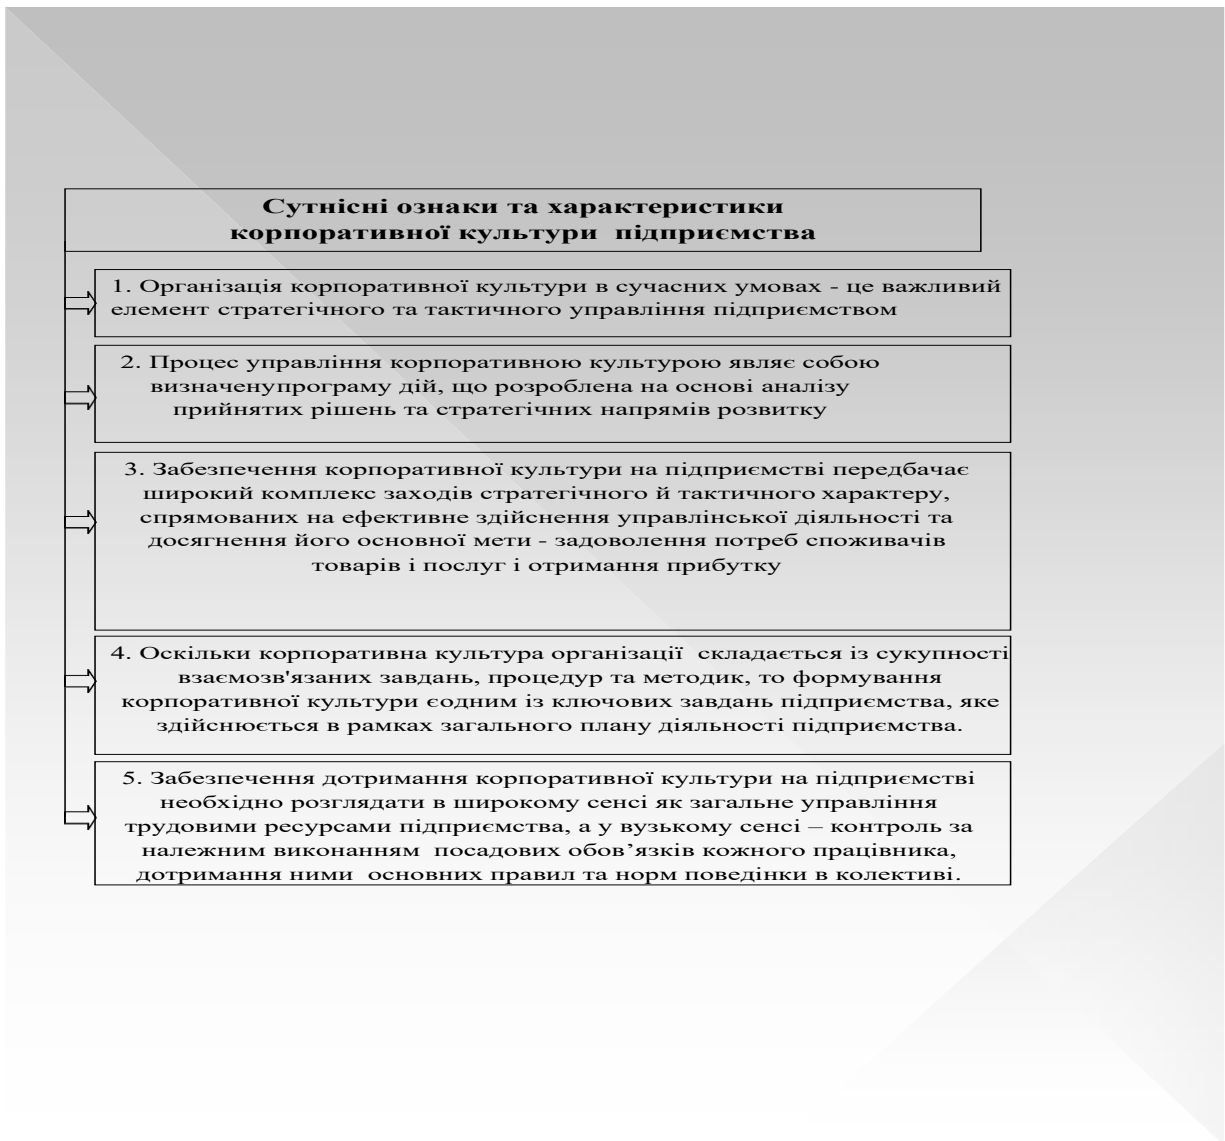 Сутнісні ознаки та характеристики
корпоративної культури підприємства
1. Організація корпоративної культури в сучасних умовах - це важливий
елемент стратегічного та тактичного управління підприємством
2. Процес управління корпоративною культурою являє собою
визначенупрограму дій, що розроблена на основі аналізу
прийнятих рішень та стратегічних напрямів розвитку
3. Забезпечення корпоративної культури на підприємстві передбачає
широкий комплекс заходів стратегічного й тактичного характеру,
спрямованих на ефективне здійснення управлінської діяльності та
досягнення його основної мети - задоволення потреб споживачів
товарів і послуг і отримання прибутку
4. Оскільки корпоративна культура організації складається із сукупності
взаємозв'язаних завдань, процедур та методик, то формування
корпоративної культури єодним із ключових завдань підприємства, яке
здійснюється в рамках загального плану діяльності підприємства.
5. Забезпечення дотримання корпоративної культури на підприємстві
необхідно розглядати в широкому сенсі як загальне управління
трудовими ресурсами підприємства, а у вузькому сенсі – контроль за
належним виконанням посадових обов’язків кожного працівника,
дотримання ними основних правил та норм поведінки в колективі.